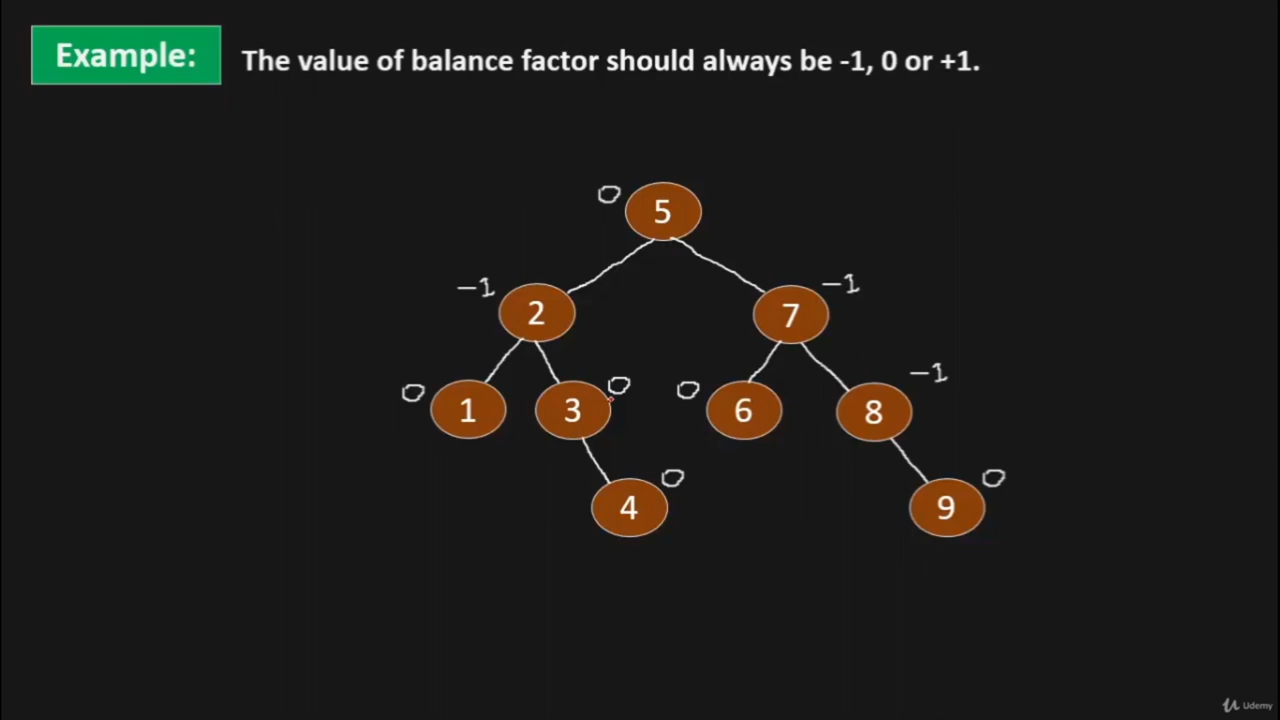 Example:
The value of balance factor should always be -1, 0 or +1.
0 5
-1 2 7 -1
0 1 3 0 0 6 8 -1
4 0 9 0
Udemy